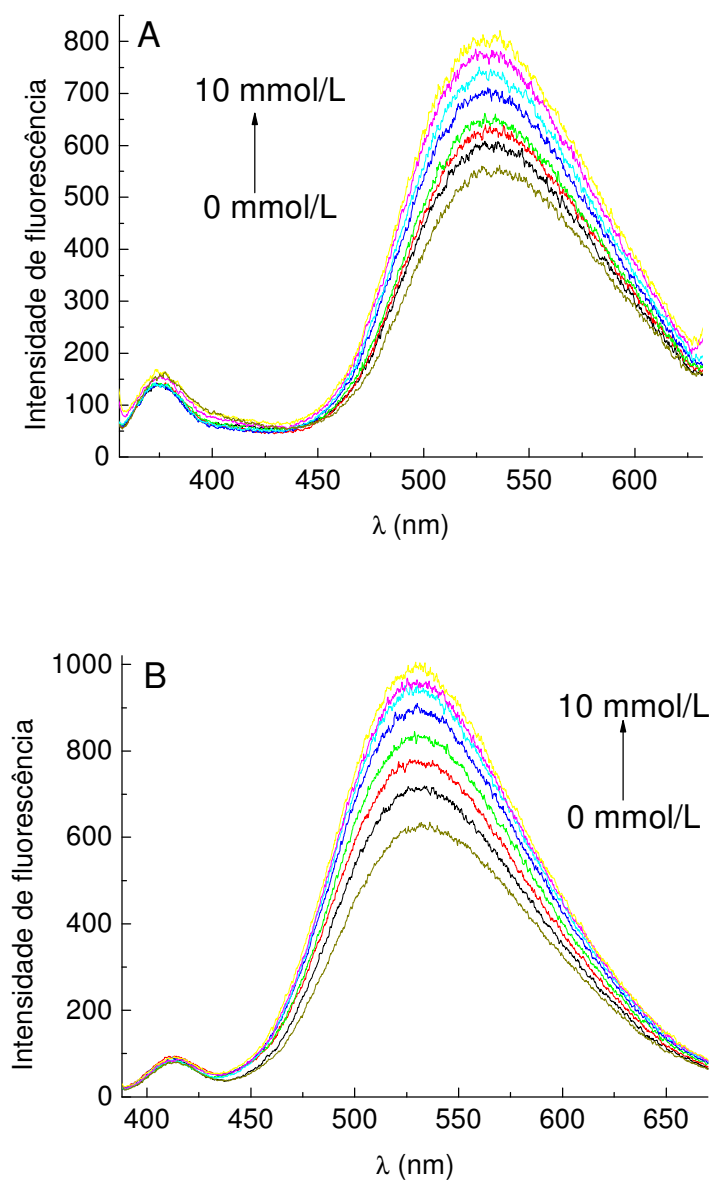 A
800
700
600
500
400
300
200
100
0
Intensidade de fluorescência
10 mmol/L
0 mmol/L
400 450 500 550 600
λ (nm)
B
1000
800
600
400
200
0
Intensidade de fluorescência
10 mmol/L
0 mmol/L
400 450 500 550 600 650
λ (nm)